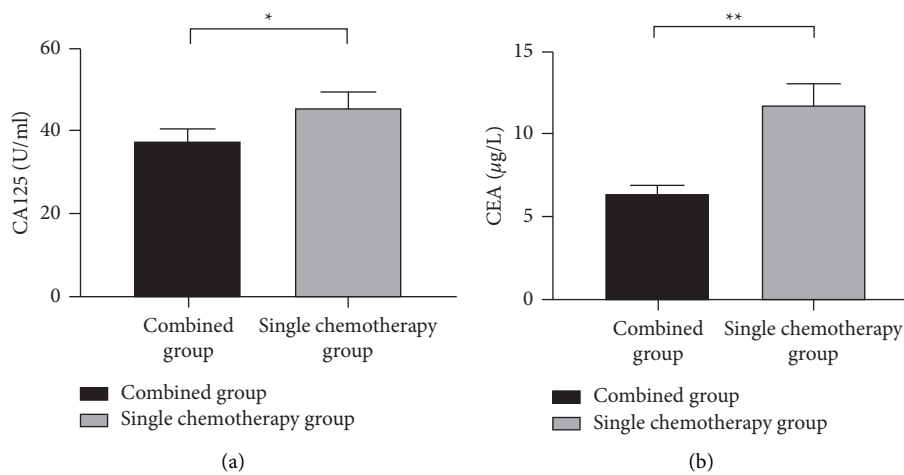 *
60
40
20
0
CA125 (U/ml)
Combined
group
Single chemotherapy
group
Combined group
Single chemotherapy group
(a)
**
15
10
5
0
CEA (μg/L)
Combined
group
Single chemotherapy
group
Combined group
Single chemotherapy group
(b)